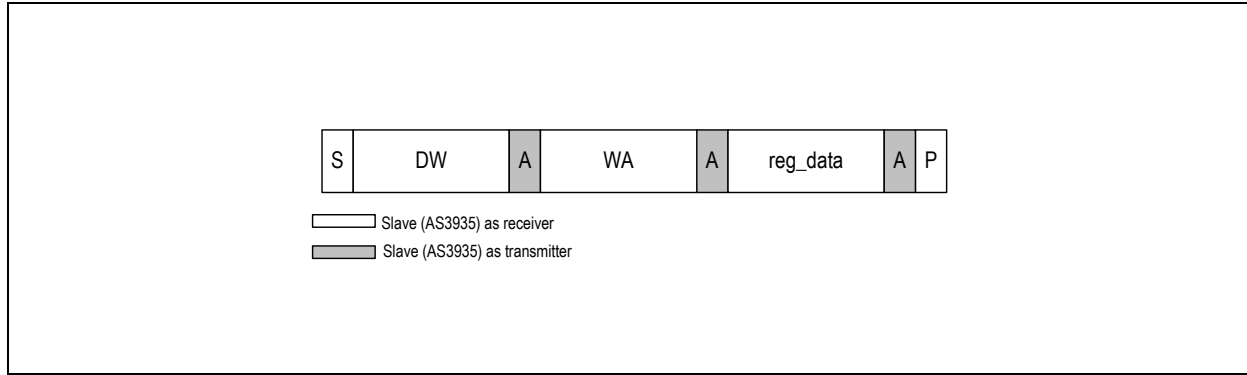 S DW A WA A reg_data A P
Slave (AS3935) as receiver
Slave (AS3935) as transmitter